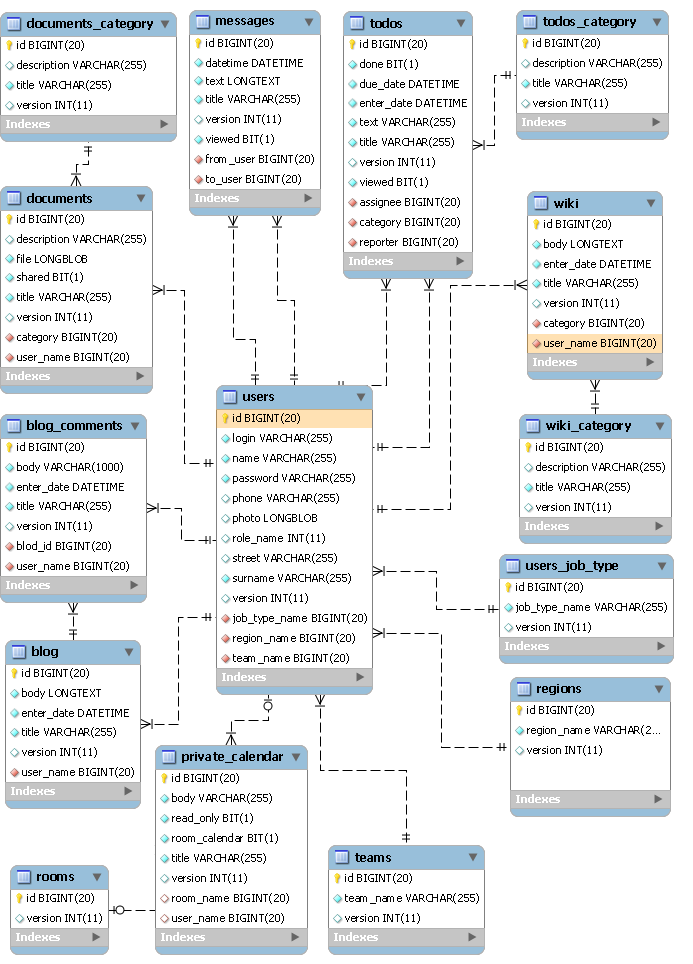 documents_category
id BIGINT(20)
description VARCHAR(255)
title VARCHAR(255)
version INT(11)
Indexes
messages
id BIGINT(20)
datetime DATETIME
text LONGTEXT
title VARCHAR(255)
version INT(11)
viewed BIT(1)
from_user BIGINT(20)
to_user BIGINT(20)
Indexes
todos
id BIGINT(20)
done BIT(1)
due_date DATETIME
enter_date DATETIME
text VARCHAR(255)
title VARCHAR(255)
version INT(11)
viewed BIT(1)
assignee BIGINT(20)
category BIGINT(20)
reporter BIGINT(20)
Indexes
todos_category
id BIGINT(20)
description VARCHAR(255)
title VARCHAR(255)
version INT(11)
Indexes
documents
id BIGINT(20)
description VARCHAR(255)
file LONGBLOB
shared BIT(1)
title VARCHAR(255)
version INT(11)
category BIGINT(20)
user_name BIGINT(20)
Indexes
wiki
id BIGINT(20)
body LONGTEXT
enter_date DATETIME
title VARCHAR(255)
version INT(11)
category BIGINT(20)
user_name BIGINT(20)
Indexes
users
id BIGINT(20)
login VARCHAR(255)
name VARCHAR(255)
password VARCHAR(255)
phone VARCHAR(255)
photo LONGBLOB
role_name INT(11)
street VARCHAR(255)
surname VARCHAR(255)
version INT(11)
job_type_name BIGINT(20)
region_name BIGINT(20)
team_name BIGINT(20)
Indexes
blog_comments
id BIGINT(20)
body VARCHAR(1000)
enter_date DATETIME
title VARCHAR(255)
version INT(11)
blod_id BIGINT(20)
user_name BIGINT(20)
Indexes
wiki_category
id BIGINT(20)
description VARCHAR(255)
title VARCHAR(255)
version INT(11)
Indexes
users_job_type
id BIGINT(20)
job_type_name VARCHAR(255)
version INT(11)
Indexes
blog
id BIGINT(20)
body LONGTEXT
enter_date DATETIME
title VARCHAR(255)
version INT(11)
user_name BIGINT(20)
Indexes
regions
id BIGINT(20)
region_name VARCHAR(2...
version INT(11)
Indexes
private_calendar
id BIGINT(20)
body VARCHAR(255)
read_only BIT(1)
room_calendar BIT(1)
title VARCHAR(255)
version INT(11)
room_name BIGINT(20)
user_name BIGINT(20)
Indexes
teams
id BIGINT(20)
team_name VARCHAR(255)
version INT(11)
Indexes
rooms
id BIGINT(20)
version INT(11)
Indexes